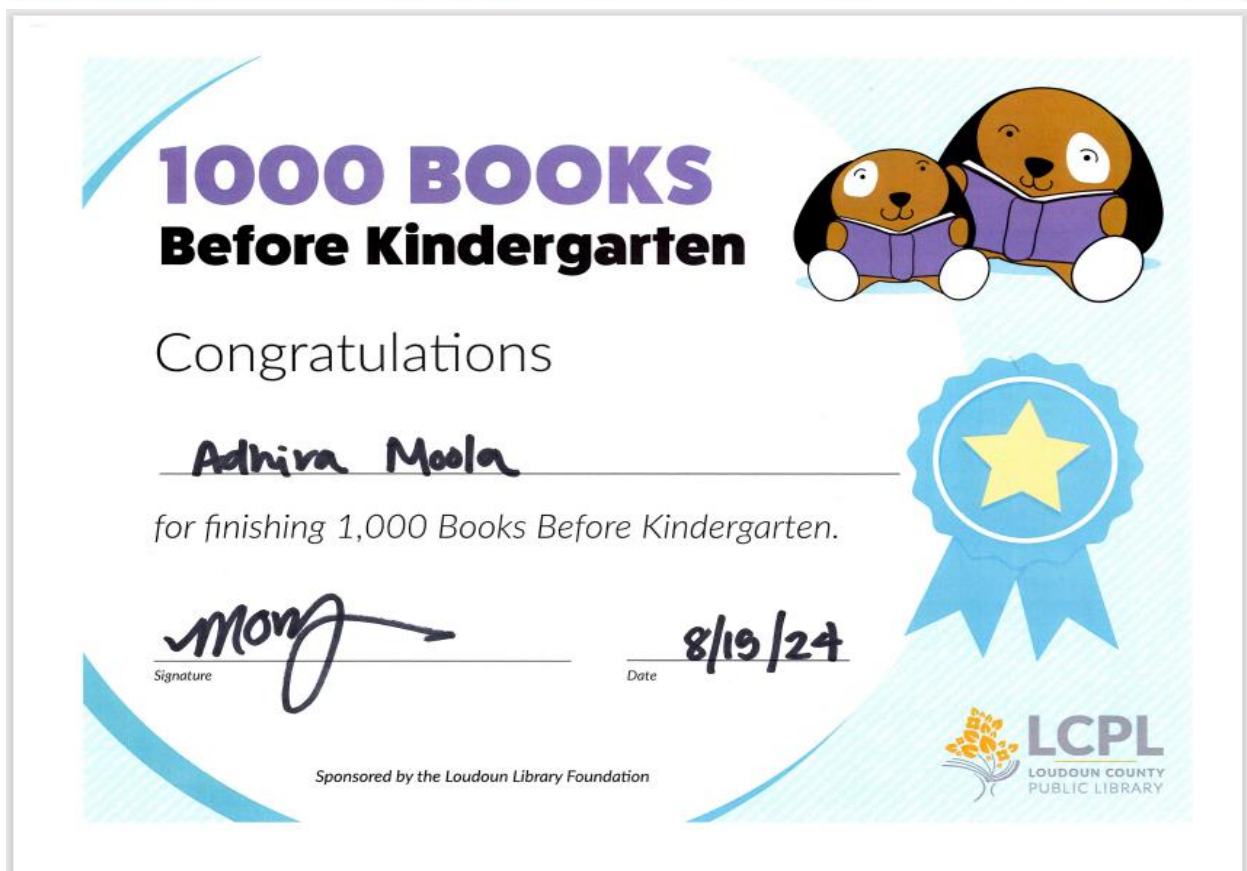 1000 BOOKS
Before Kindergarten
Congratulations
Adhira Moola
for finishing 1,000 Books Before Kindergarten.
8/15/24
Signature
Date
Sponsored by the Loudoun Library Foundation
LCPL
LOUDOUN COUNTY
PUBLIC LIBRARY